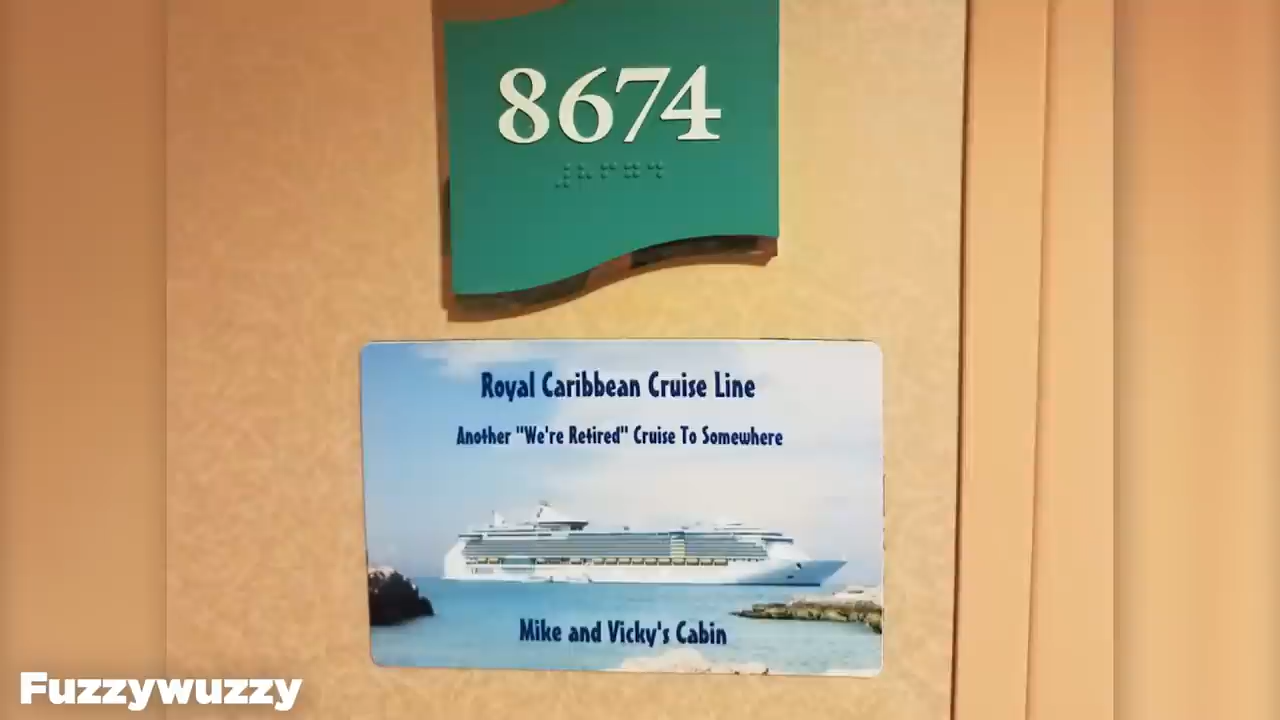 8674
Royal Caribbean Cruise Line
Another "We're Retired" Cruise To Somewhere
Mike and Vicky's Cabin
Fuzzywuzzy